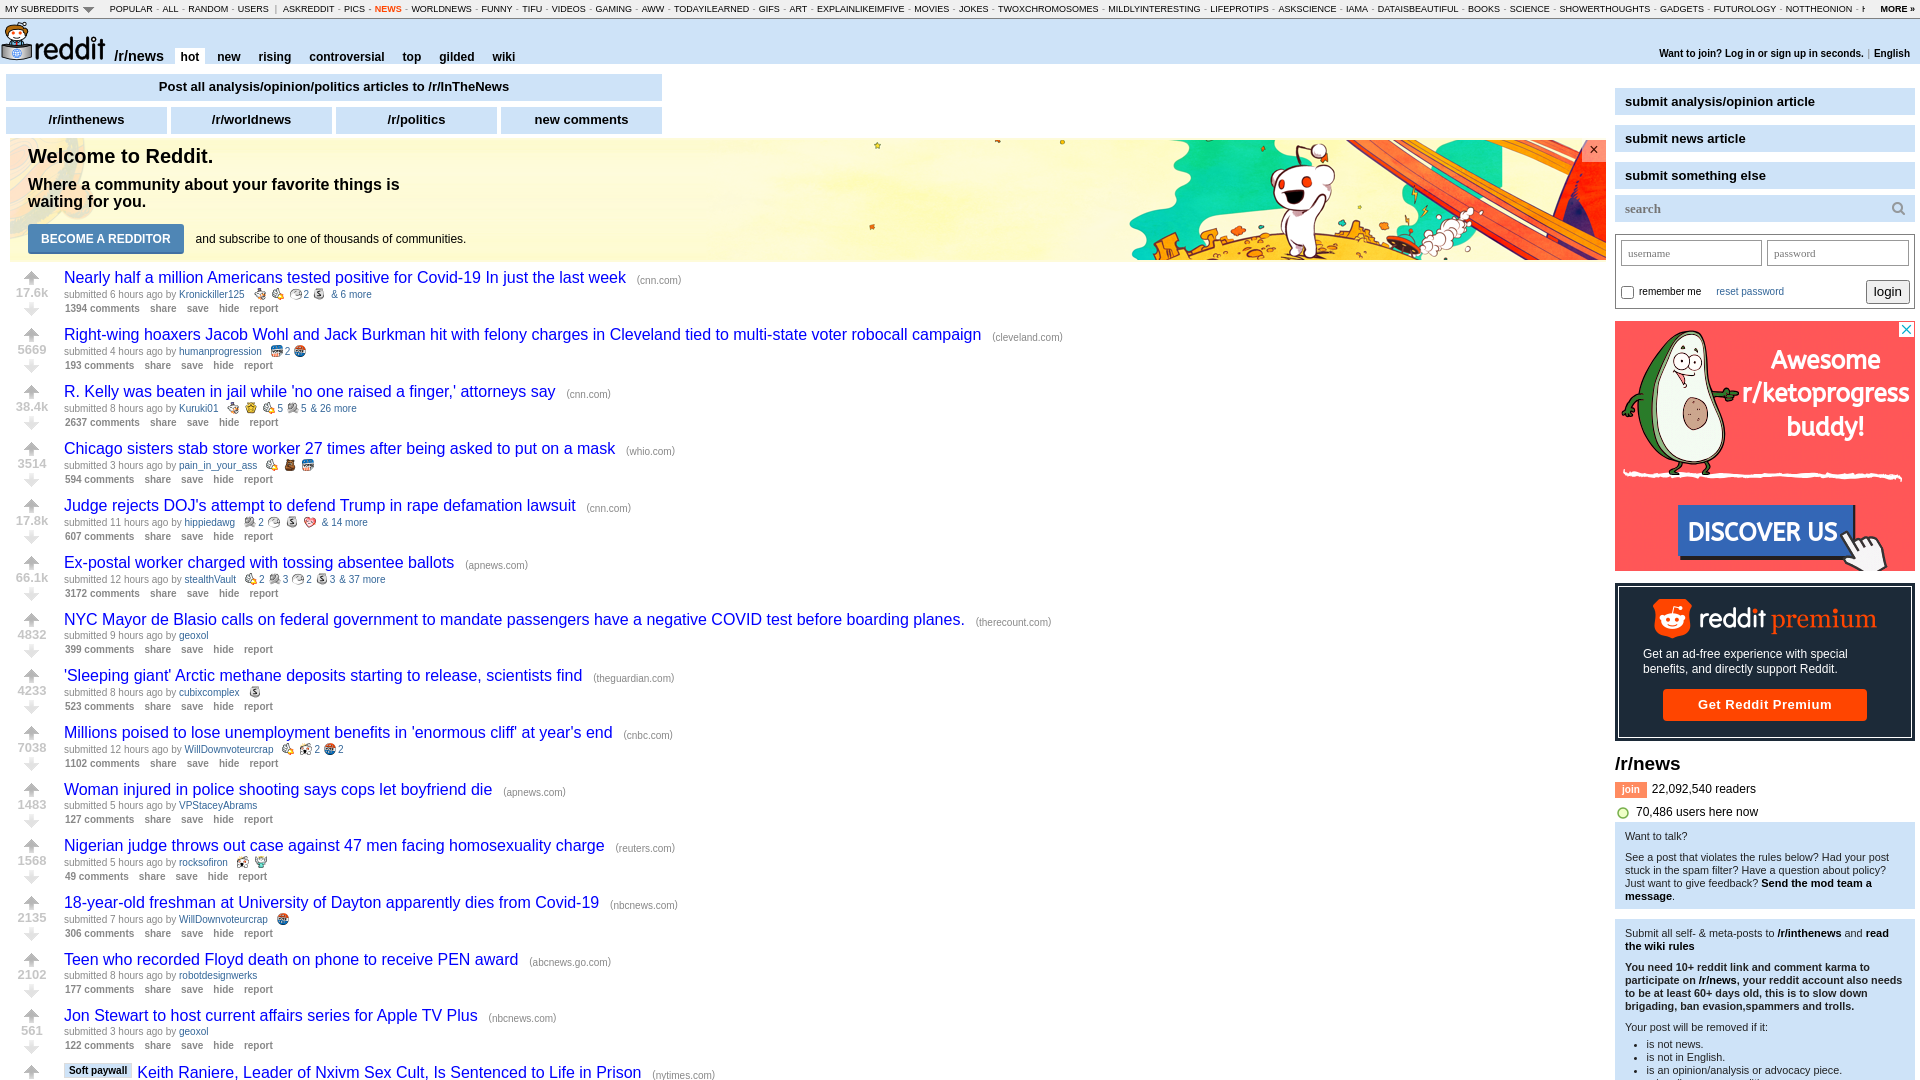 MY SUBREDDITS POPULAR - ALL - RANDOM - USERS | ASKREDDIT - PICS - NEWS - WORLDNEWS - FUNNY - TIFU - VIDEOS - GAMING - AWW - TODAYILEARNED - GIFS - ART - EXPLAINLIKEIMFIVE - MOVIES - JOKES - TWOXCHROMOSOMES - MILDLYINTERESTING - LIFEPROTIPS - ASKSCIENCE - IAMA - DATAISBEAUTIFUL - BOOKS - SCIENCE - SHOWERTHOUGHTS - GADGETS - FUTUROLOGY - NOTTHEONION - MORE »
reddit /r/news hot new rising controversial top gilded wiki
Want to join? Log in or sign up in seconds. | English
Post all analysis/opinion/politics articles to /r/InTheNews
/r/inthenews /r/worldnews /r/politics new comments
Welcome to Reddit.
Where a community about your favorite things is
waiting for you.
BECOME A REDDITOR and subscribe to one of thousands of communities.
×
Nearly half a million Americans tested positive for Covid-19 In just the last week (cnn.com)
17.6k
submitted 6 hours ago by Kronickiller125 2 & 6 more
1394 comments share save hide report
Right-wing hoaxers Jacob Wohl and Jack Burkman hit with felony charges in Cleveland tied to multi-state voter robocall campaign (cleveland.com)
5669
submitted 4 hours ago by humanprogression 2
193 comments share save hide report
R. Kelly was beaten in jail while 'no one raised a finger,' attorneys say (cnn.com)
38.4k
submitted 8 hours ago by Kuruki01 5 5 & 26 more
2637 comments share save hide report
Chicago sisters stab store worker 27 times after being asked to put on a mask (whio.com)
3514
submitted 3 hours ago by pain_in_your_ass
594 comments share save hide report
Judge rejects DOJ's attempt to defend Trump in rape defamation lawsuit (cnn.com)
17.8k
submitted 11 hours ago by hippiedawg 2 & 14 more
607 comments share save hide report
Ex-postal worker charged with tossing absentee ballots (apnews.com)
66.1k
submitted 12 hours ago by stealthVault 2 3 2 3 & 37 more
3172 comments share save hide report
NYC Mayor de Blasio calls on federal government to mandate passengers have a negative COVID test before boarding planes. (therecount.com)
4832
submitted 9 hours ago by geoxol
399 comments share save hide report
'Sleeping giant' Arctic methane deposits starting to release, scientists find (theguardian.com)
4233
submitted 8 hours ago by cubixcomplex
523 comments share save hide report
Millions poised to lose unemployment benefits in 'enormous cliff' at year's end (cnbc.com)
7038
submitted 12 hours ago by WillDownvoteurcrap 2 2
1102 comments share save hide report
Woman injured in police shooting says cops let boyfriend die (apnews.com)
1483
submitted 5 hours ago by VPStaceyAbrams
127 comments share save hide report
Nigerian judge throws out case against 47 men facing homosexuality charge (reuters.com)
1568
submitted 5 hours ago by rocksofiron
49 comments share save hide report
18-year-old freshman at University of Dayton apparently dies from Covid-19 (nbcnews.com)
2135
submitted 7 hours ago by WillDownvoteurcrap
306 comments share save hide report
Teen who recorded Floyd death on phone to receive PEN award (abcnews.go.com)
2102
submitted 8 hours ago by robotdesignwerks
177 comments share save hide report
Jon Stewart to host current affairs series for Apple TV Plus (nbcnews.com)
561
submitted 3 hours ago by geoxol
122 comments share save hide report
Soft paywall Keith Raniere, Leader of Nxivm Sex Cult, Is Sentenced to Life in Prison (nytimes.com)
submit analysis/opinion article
submit news article
submit something else
search
username password
remember me reset password login
Awesome
r/ketoprogress
buddy!
DISCOVER US
reddit premium
Get an ad-free experience with special
benefits, and directly support Reddit.
Get Reddit Premium
/r/news
join 22,092,540 readers
70,486 users here now
Want to talk?
See a post that violates the rules below? Had your post
stuck in the spam filter? Have a question about policy?
Just want to give feedback? Send the mod team a
message.
Submit all self- & meta-posts to /r/inthenews and read
the wiki rules
You need 10+ reddit link and comment karma to
participate on /r/news, your reddit account also needs
to be at least 60+ days old, this is to slow down
brigading, ban evasion,spammers and trolls.
Your post will be removed if it:
• is not news.
• is not in English.
• is an opinion/analysis or advocacy piece.